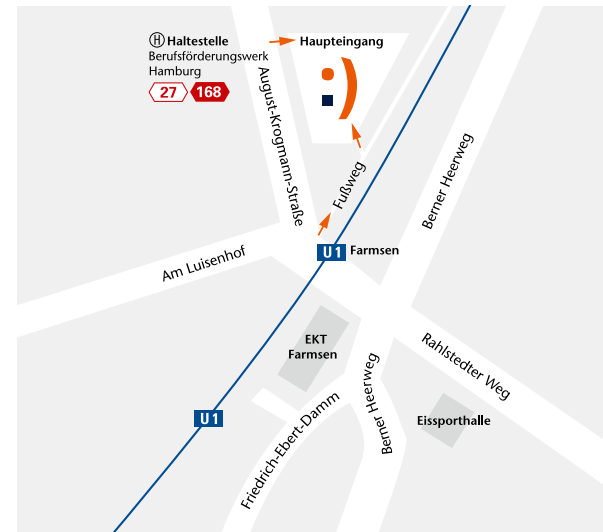 Ⓗ Haltestelle
Berufsförderungswerk
Hamburg
27 168
Haupteingang
August-Krogmann-Straße
Fußweg
Berner Heerweg
Am Luisenhof
U1 Farmsen
EKT
Farmsen
Rahlstedter Weg
Berner Heerweg
Eissporthalle
U1
Friedrich-Ebert-Damm